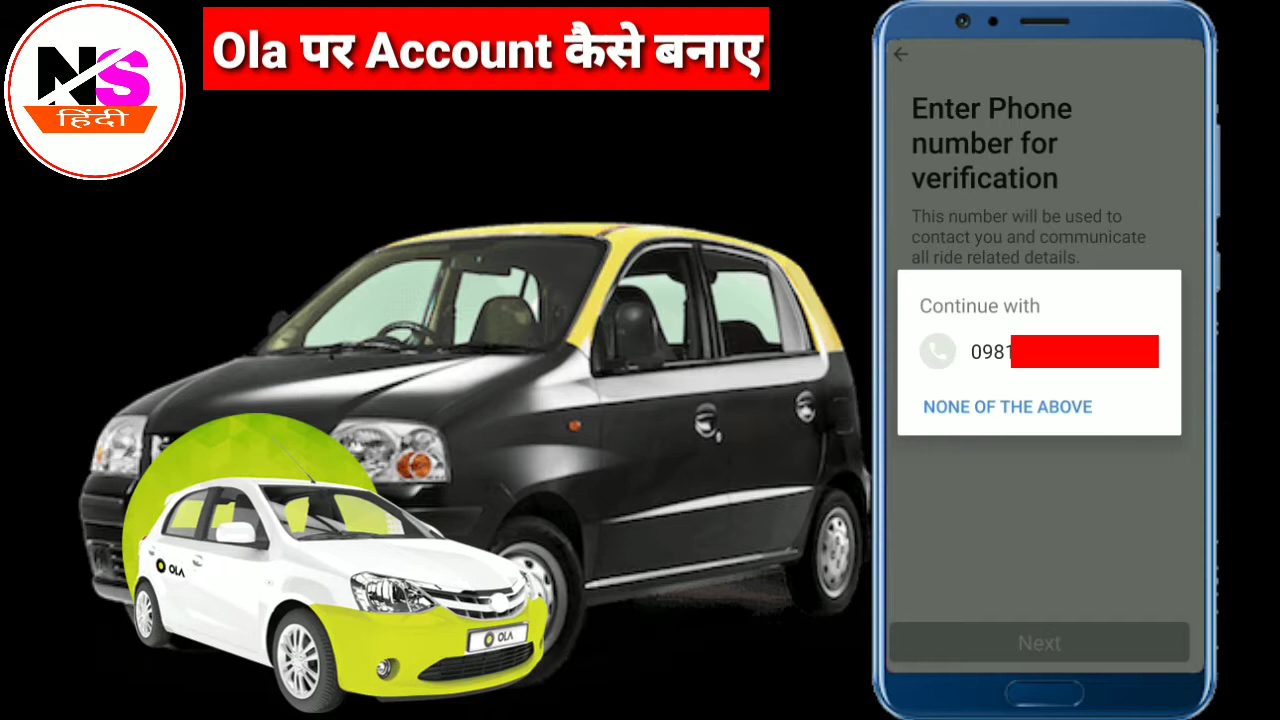 NS
हिंदी
Ola पर Account कैसे बनाए
Enter Phone
number for
verification
This number will be used to
contact you and communicate
all ride related details.
Continue with
0981
NONE OF THE ABOVE
Next
OLA
OLA